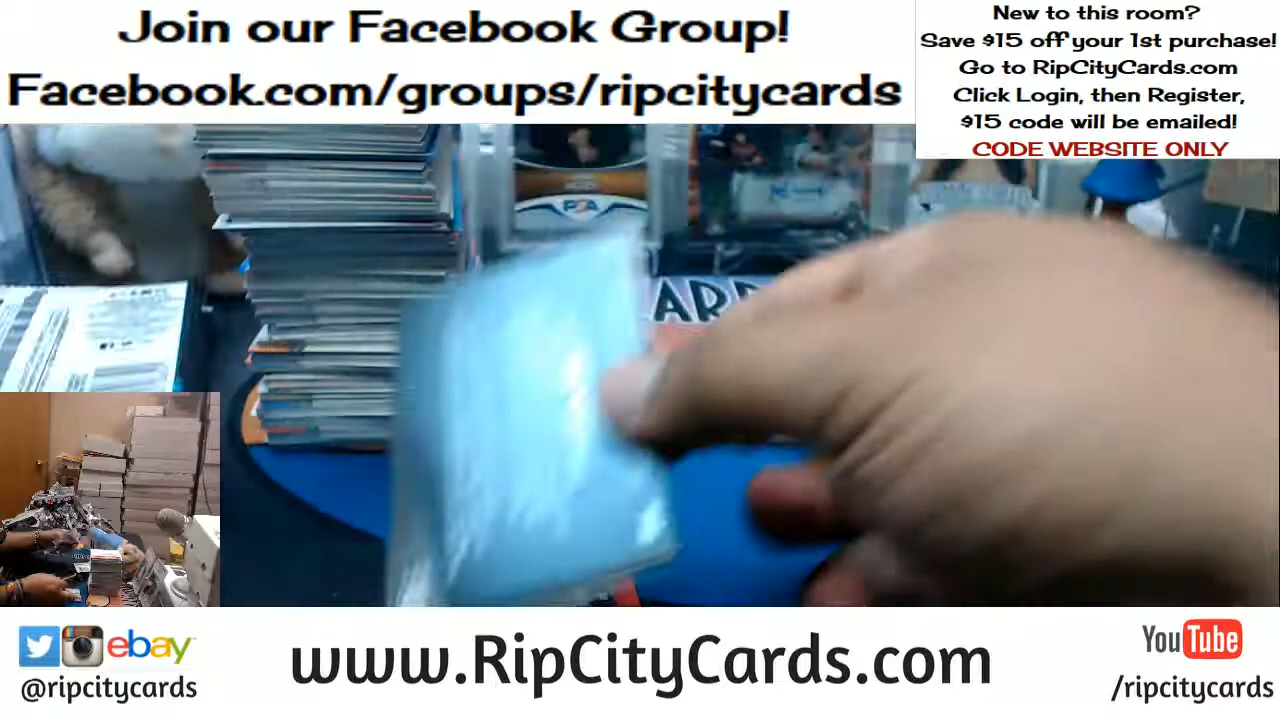 Join our Facebook Group!
Facebook.com/groups/ripcitycards
New to this room?
Save $15 off your 1st purchase!
Go to RipCityCards.com
Click Login, then Register,
$15 code will be emailed!
CODE WEBSITE ONLY
PSA
ebay
@ripcitycards
www.RipCityCards.com
YouTube
/ripcitycards